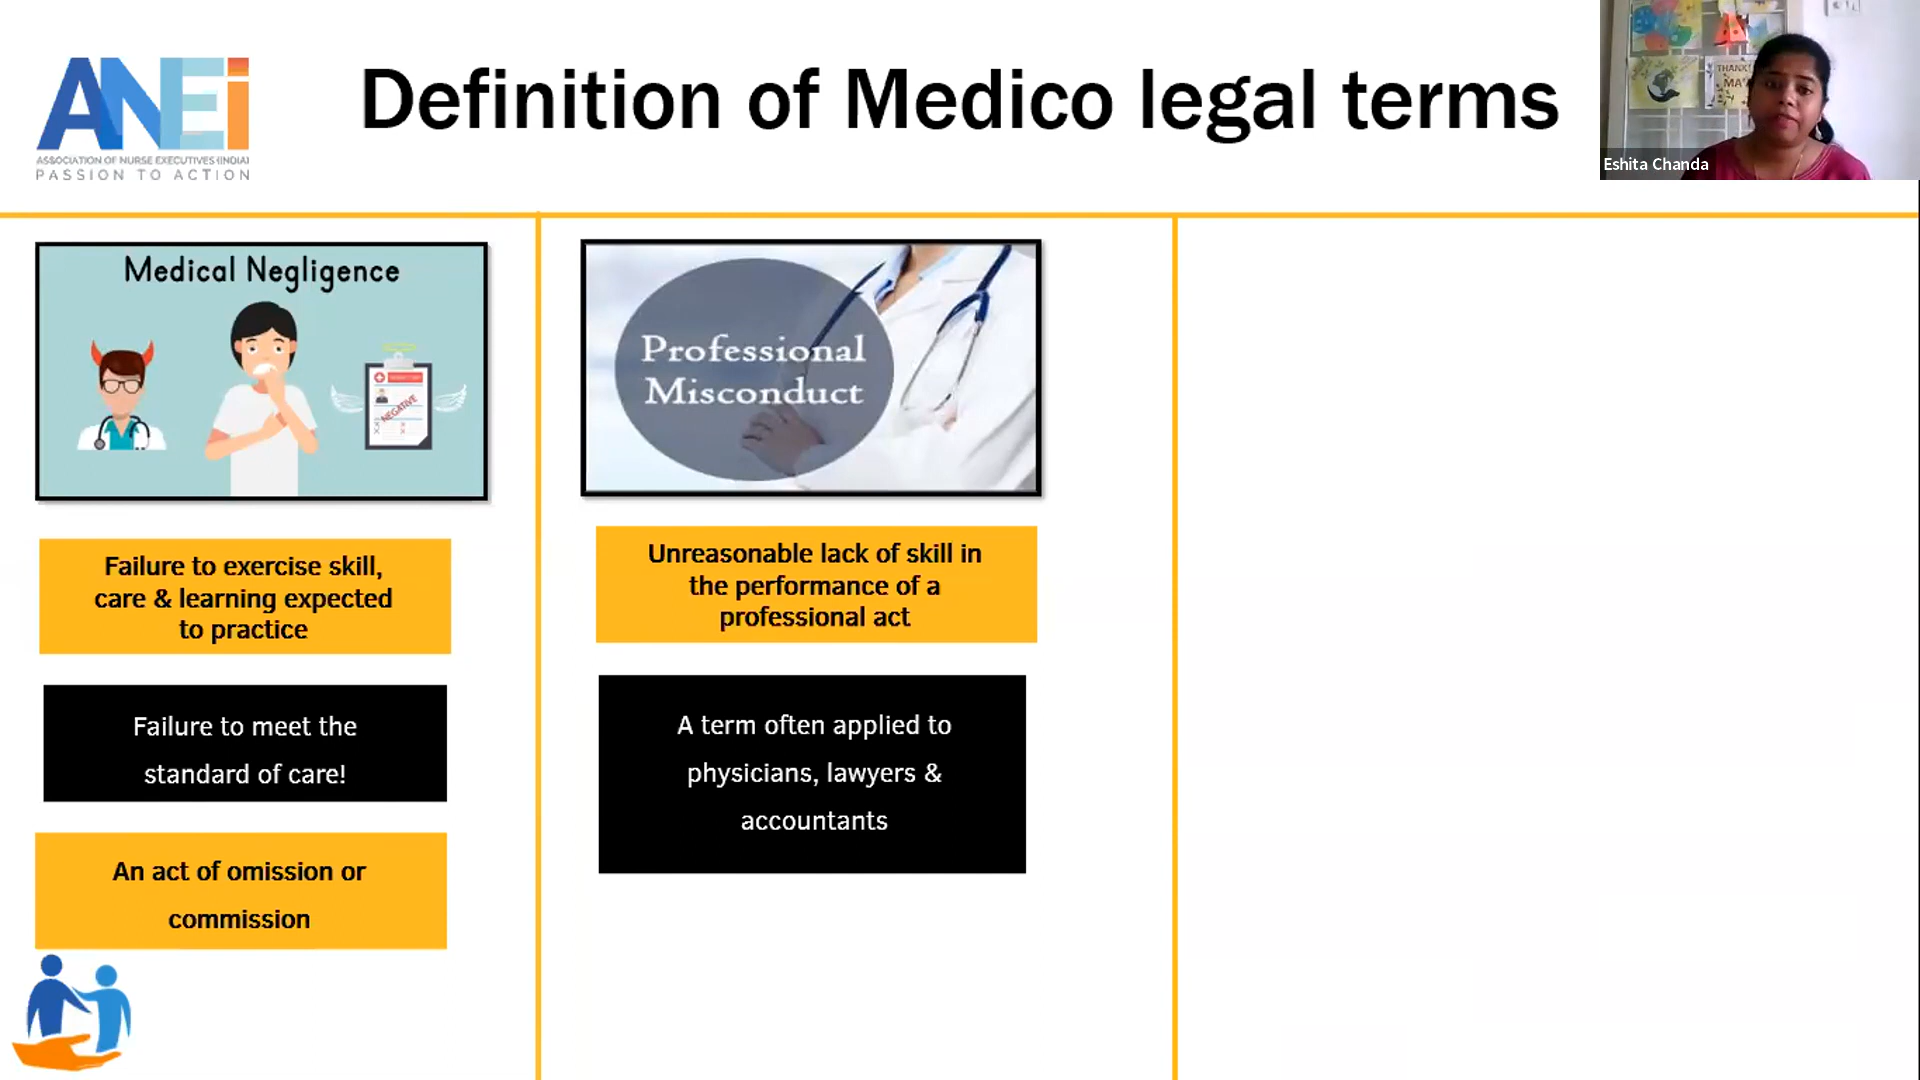 ANEi
ASSOCIATION OF NURSE EXECUTIVES (INDIA)
PASSION TO ACTION
Definition of Medico legal terms
THANK
MA
Eshita Chanda
Medical Negligence
NEGATIVE
Failure to exercise skill,
care & learning expected
to practice
Failure to meet the
standard of care!
An act of omission or
commission
Professional
Misconduct
Unreasonable lack of skill in
the performance of a
professional act
A term often applied to
physicians, lawyers &
accountants